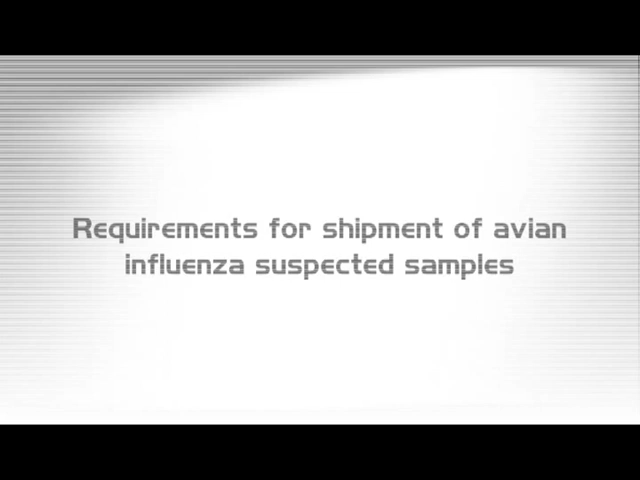 Requirements for shipment of avian
influenza suspected samples